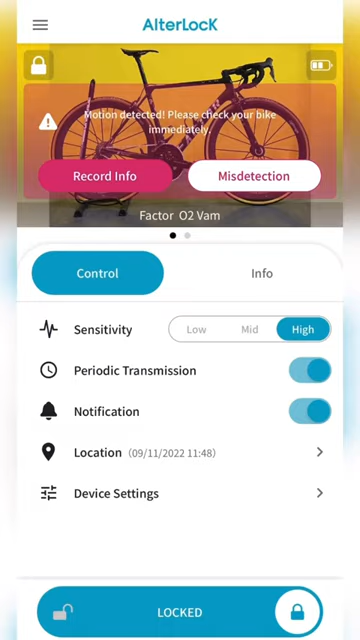 AlterLock
Motion detected! Please check your bike
immediately.
Record Info
Misdetection
Factor O2 Vam
Control
Info
Sensitivity
Low
Mid
High
Periodic Transmission
Notification
Location (09/11/2022 11:48)
Device Settings
LOCKED